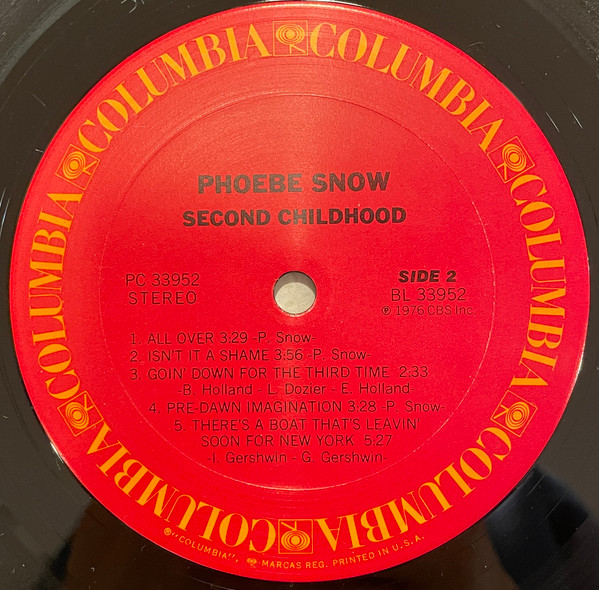 COLUMBIA COLUMBIA COLUMBIA COLUMBIA COLUMBIA COLUMBIA COLUMBIA
PHOEBE SNOW
SECOND CHILDHOOD
PC 33952
STEREO
SIDE 2
BL 33952
℗ 1976 CBS Inc.
1. ALL OVER 3:29 -P. Snow-
2. ISN'T IT A SHAME 3:56 -P. Snow-
3. GOIN' DOWN FOR THE THIRD TIME 2:33
-B. Holland - L. Dozier - E. Holland-
4. PRE-DAWN IMAGINATION 3:28 -P. Snow-
5. THERE'S A BOAT THAT'S LEAVIN'
SOON FOR NEW YORK 5:27
-I. Gershwin - G. Gershwin-
®"COLUMBIA", MARCAS REG. PRINTED IN U.S.A.